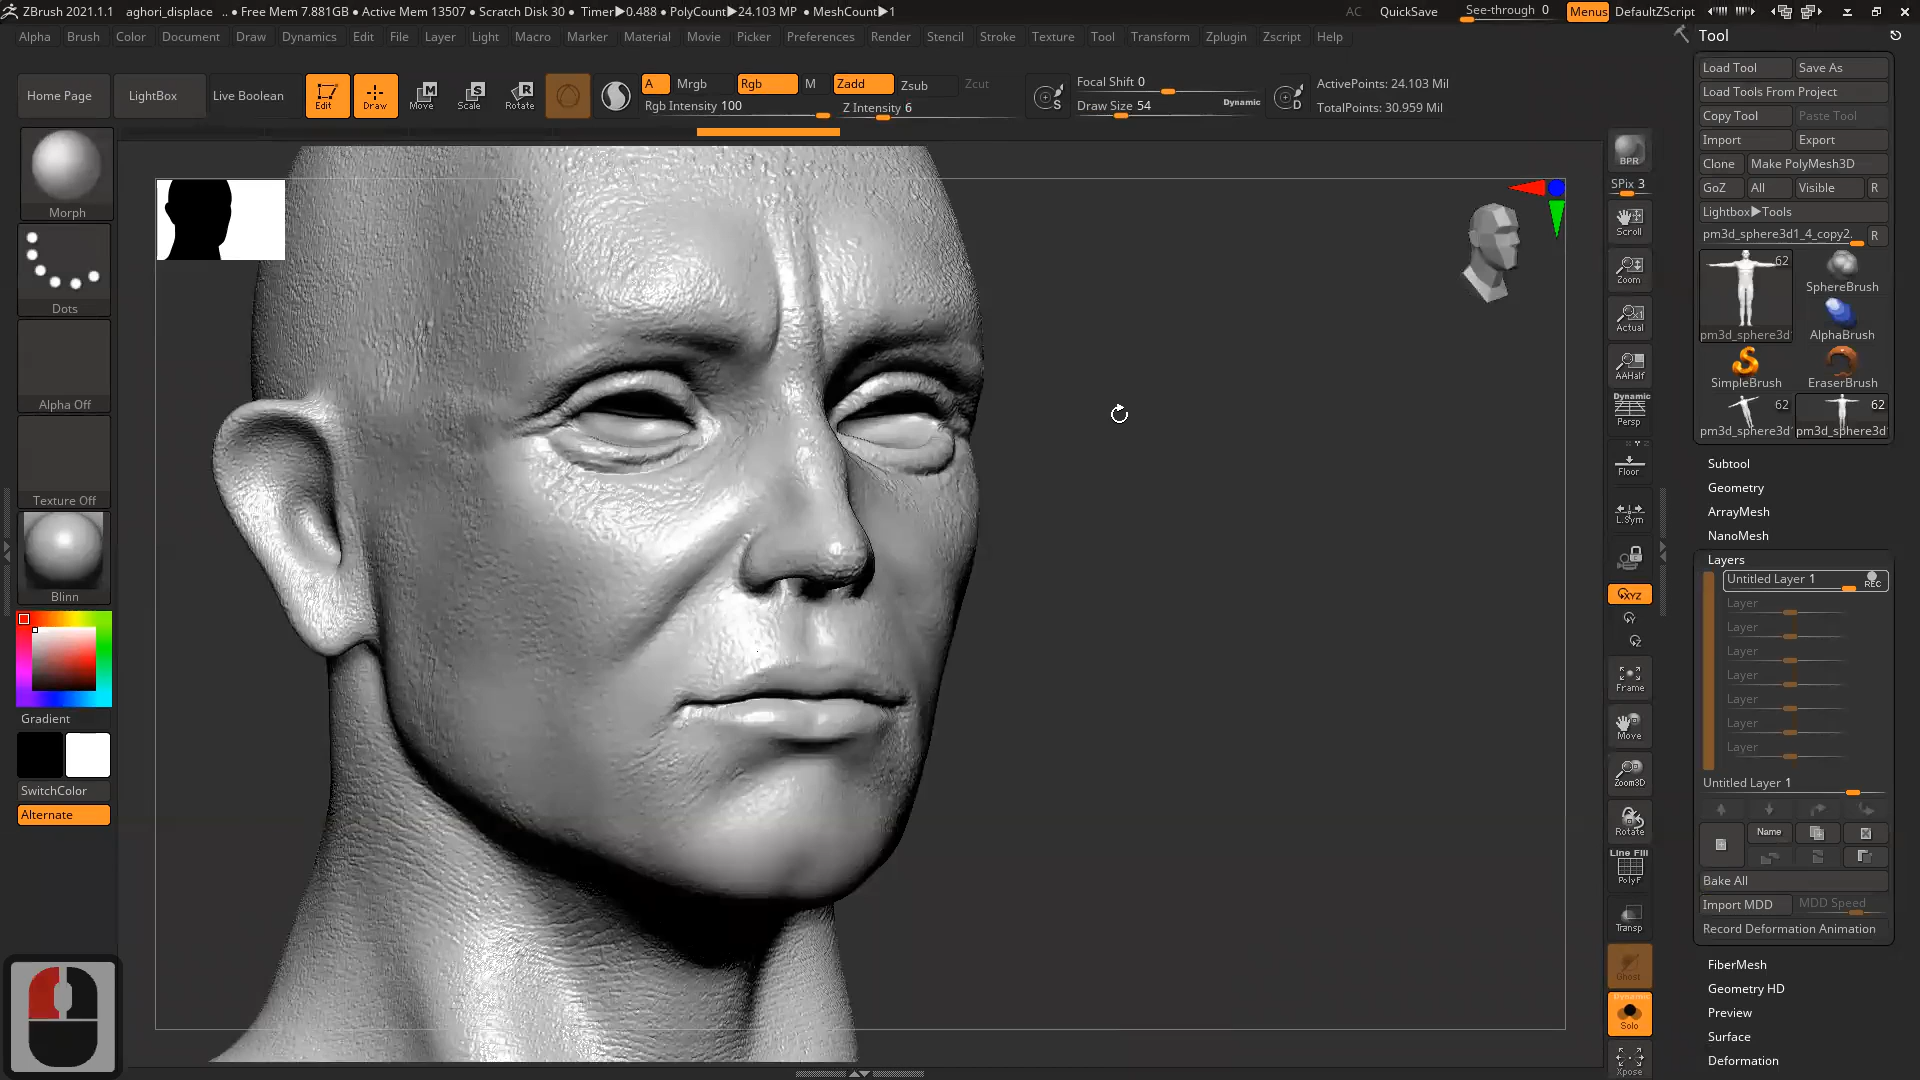 ZBrush 2021.1.1 aghori_displace .. • Free Mem 7.881GB • Active Mem 13507 • Scratch Disk 30 • Timer▶0.488 • PolyCount▶24.103 MP • MeshCount▶1 AC QuickSave See-through 0 Menus DefaultZScript
Alpha Brush Color Document Draw Dynamics Edit File Layer Light Macro Marker Material Movie Picker Preferences Render Stencil Stroke Texture Tool Transform Zplugin Zscript Help
Tool
Home Page
LightBox
Live Boolean
Edit
Draw
Move
Scale
Rotate
A Mrgb Rgb M Zadd Zsub Zcut
Rgb Intensity 100 Z Intensity 6
S
Focal Shift 0
Draw Size 54 Dynamic
D
ActivePoints: 24.103 Mil
TotalPoints: 30.959 Mil
Morph
Dots
Alpha Off
Texture Off
Blinn
Gradient
SwitchColor
Alternate
BPR
SPix 3
Scroll
Zoom
Actual
AAHalf
Dynamic
Persp
Floor
L.Sym
XYZ
Y
Z
Frame
Move
Zoom3D
Rotate
Line Fill
PolyF
Transp
Ghost
Dynamic
Solo
Xpose
Load Tool Save As
Load Tools From Project
Copy Tool Paste Tool
Import Export
Clone Make PolyMesh3D
GoZ All Visible R
Lightbox▶Tools
pm3d_sphere3d1_4_copy2. R
62
pm3d_sphere3d
SphereBrush
AlphaBrush
SimpleBrush
EraserBrush
62
pm3d_sphere3d
62
pm3d_sphere3d
Subtool
Geometry
ArrayMesh
NanoMesh
Layers
Untitled Layer 1 REC
Layer
Layer
Layer
Layer
Layer
Layer
Layer
Untitled Layer 1
Name
Bake All
Import MDD MDD Speed
Record Deformation Animation
FiberMesh
Geometry HD
Preview
Surface
Deformation